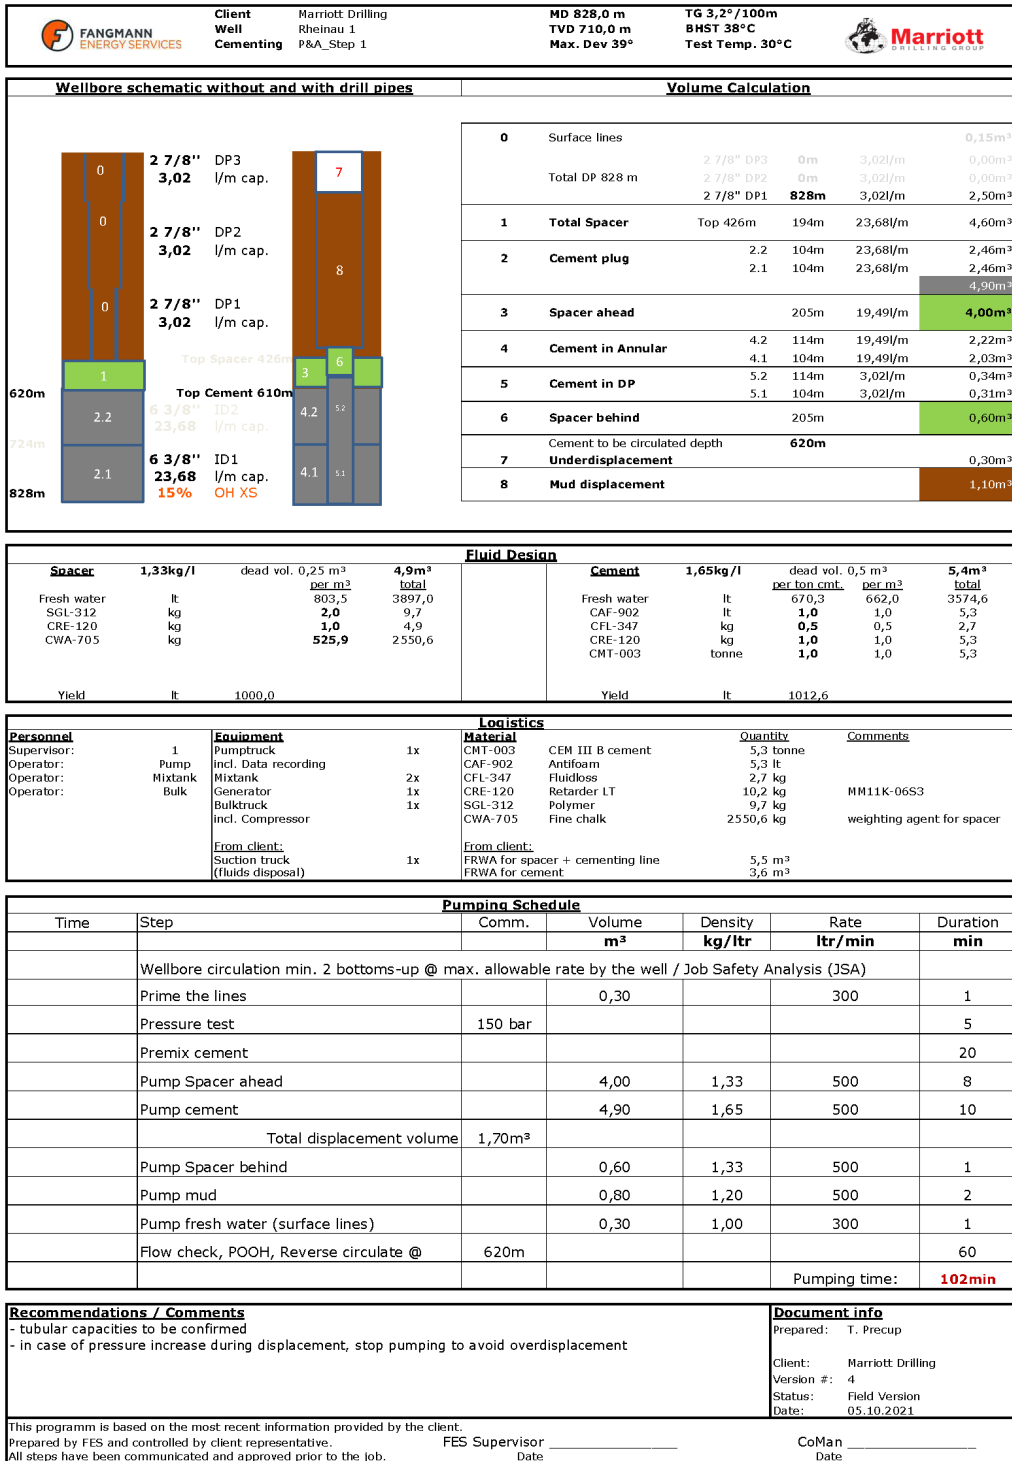 FANGMANN
ENERGY SERVICES
Client Marriott Drilling MD 828,0 m TG 3,2°/100m
Well Rheinau 1 TVD 710,0 m BHST 38°C
Cementing P&A_Step 1 Max. Dev 39° Test Temp. 30°C
Marriott
DRILLING GROUP
Wellbore schematic without and with drill pipes
2 7/8'' DP3
3,02 l/m cap.
2 7/8'' DP2
3,02 l/m cap.
2 7/8'' DP1
3,02 l/m cap.
Top Spacer 426m
620m Top Cement 610m
6 3/8'' ID2
23,68 l/m cap.
724m
6 3/8'' ID1
23,68 l/m cap.
828m 15% OH XS
0
0
0
1
2.2
2.1
7
8
6
3
4.2 5.2
4.1 5.1
Volume Calculation
0 Surface lines 0,15m³
2 7/8" DP3 0m 3,02l/m 0,00m³
Total DP 828 m 2 7/8" DP2 0m 3,02l/m 0,00m³
2 7/8" DP1 828m 3,02l/m 2,50m³
1 Total Spacer Top 426m 194m 23,68l/m 4,60m³
2 Cement plug 2.2 104m 23,68l/m 2,46m³
2.1 104m 23,68l/m 2,46m³
4,90m³
3 Spacer ahead 205m 19,49l/m 4,00m³
4 Cement in Annular 4.2 114m 19,49l/m 2,22m³
4.1 104m 19,49l/m 2,03m³
5 Cement in DP 5.2 114m 3,02l/m 0,34m³
5.1 104m 3,02l/m 0,31m³
6 Spacer behind 205m 0,60m³
Cement to be circulated depth 620m
7 Underdisplacement 0,30m³
8 Mud displacement 1,10m³
Fluid Design
Spacer 1,33kg/l dead vol. 0,25 m³ 4,9m³
per m³ total
Fresh water lt 803,5 3897,0
SGL-312 kg 2,0 9,7
CRE-120 kg 1,0 4,9
CWA-705 kg 525,9 2550,6
Yield lt 1000,0
Cement 1,65kg/l dead vol. 0,5 m³ 5,4m³
per ton cmt. per m³ total
Fresh water lt 670,3 662,0 3574,6
CAF-902 lt 1,0 1,0 5,3
CFL-347 kg 0,5 0,5 2,7
CRE-120 kg 1,0 1,0 5,3
CMT-003 tonne 1,0 1,0 5,3
Yield lt 1012,6
Logistics
Personnel
Supervisor: 1
Operator: Pump
Operator: Mixtank
Operator: Bulk
Equipment
Pumptruck 1x
incl. Data recording
Mixtank 2x
Generator 1x
Bulktruck 1x
incl. Compressor
From client:
Suction truck 1x
(fluids disposal)
Material Quantity Comments
CMT-003 CEM III B cement 5,3 tonne
CAF-902 Antifoam 5,3 lt
CFL-347 Fluidloss 2,7 kg
CRE-120 Retarder LT 10,2 kg MM11K-06S3
SGL-312 Polymer 9,7 kg
CWA-705 Fine chalk 2550,6 kg weighting agent for spacer
From client:
FRWA for spacer + cementing line 5,5 m³
FRWA for cement 3,6 m³
Pumping Schedule
Time Step Comm. Volume Density Rate Duration
m³ kg/ltr ltr/min min
Wellbore circulation min. 2 bottoms-up @ max. allowable rate by the well / Job Safety Analysis (JSA)
Prime the lines 0,30 300 1
Pressure test 150 bar 5
Premix cement 20
Pump Spacer ahead 4,00 1,33 500 8
Pump cement 4,90 1,65 500 10
Total displacement volume 1,70m³
Pump Spacer behind 0,60 1,33 500 1
Pump mud 0,80 1,20 500 2
Pump fresh water (surface lines) 0,30 1,00 300 1
Flow check, POOH, Reverse circulate @ 620m 60
Pumping time: 102min
Recommendations / Comments
- tubular capacities to be confirmed
- in case of pressure increase during displacement, stop pumping to avoid overdisplacement
Document info
Prepared: T. Precup
Client: Marriott Drilling
Version #: 4
Status: Field Version
Date: 05.10.2021
This programm is based on the most recent information provided by the client.
Prepared by FES and controlled by client representative. FES Supervisor ________________ CoMan ________________
All steps have been communicated and approved prior to the job. Date Date